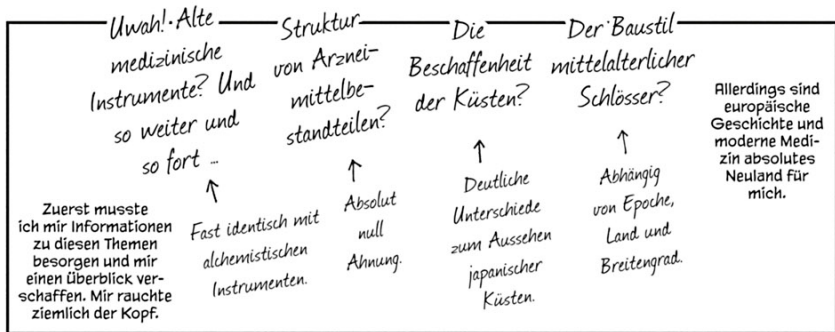 Allerdings sind
europäische
Geschichte und
moderne Medi-
zin absolutes
Neuland für
mich.
Der Baustil
mittelalterlicher
Schlösser?
Abhängig
von Epoche,
Land und
Breitengrad.
Die
Beschaffenheit
der Küsten?
Deutliche
Unterschiede
zum Aussehen
japanischer
Küsten.
Struktur
von Arznei-
mittelbe-
standteilen?
Absolut
null
Ahnung.
Uwah! Alte
medizinische
Instrumente? Und
so weiter und
so fort ...
Fast identisch mit
alchemistischen
Instrumenten.
Zuerst musste
ich mir Informationen
zu diesen Themen
besorgen und mir
einen Überblick ver-
schaffen. Mir rauchte
ziemlich der Kopf.